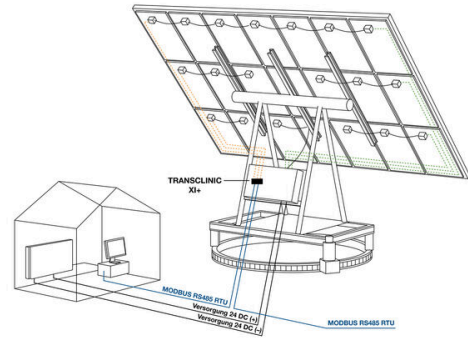 TRANSCLINIC
XI+
MODBUS RS485 RTU
Versorgung 24 DC (+)
Versorgung 24 DC (–)
MODBUS RS485 RTU